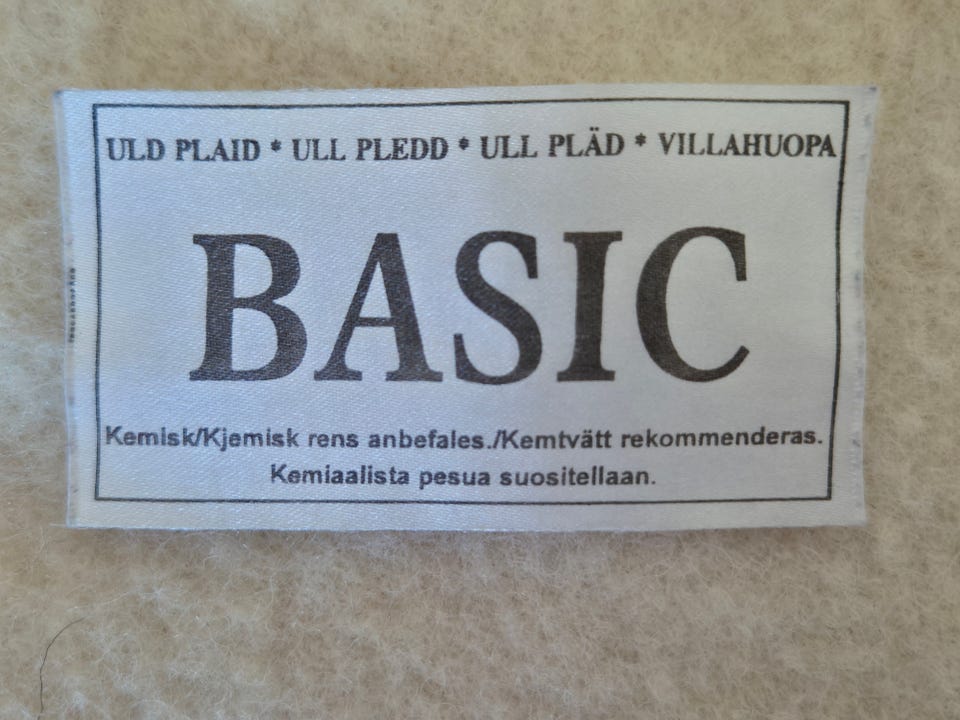 ULD PLAID * ULL PLEDD * ULL PLÄD * VILLAHUOPA
BASIC
Kemisk/Kjemisk rens anbefales./Kemtvätt rekommenderas.
Kemiaalista pesua suositellaan.